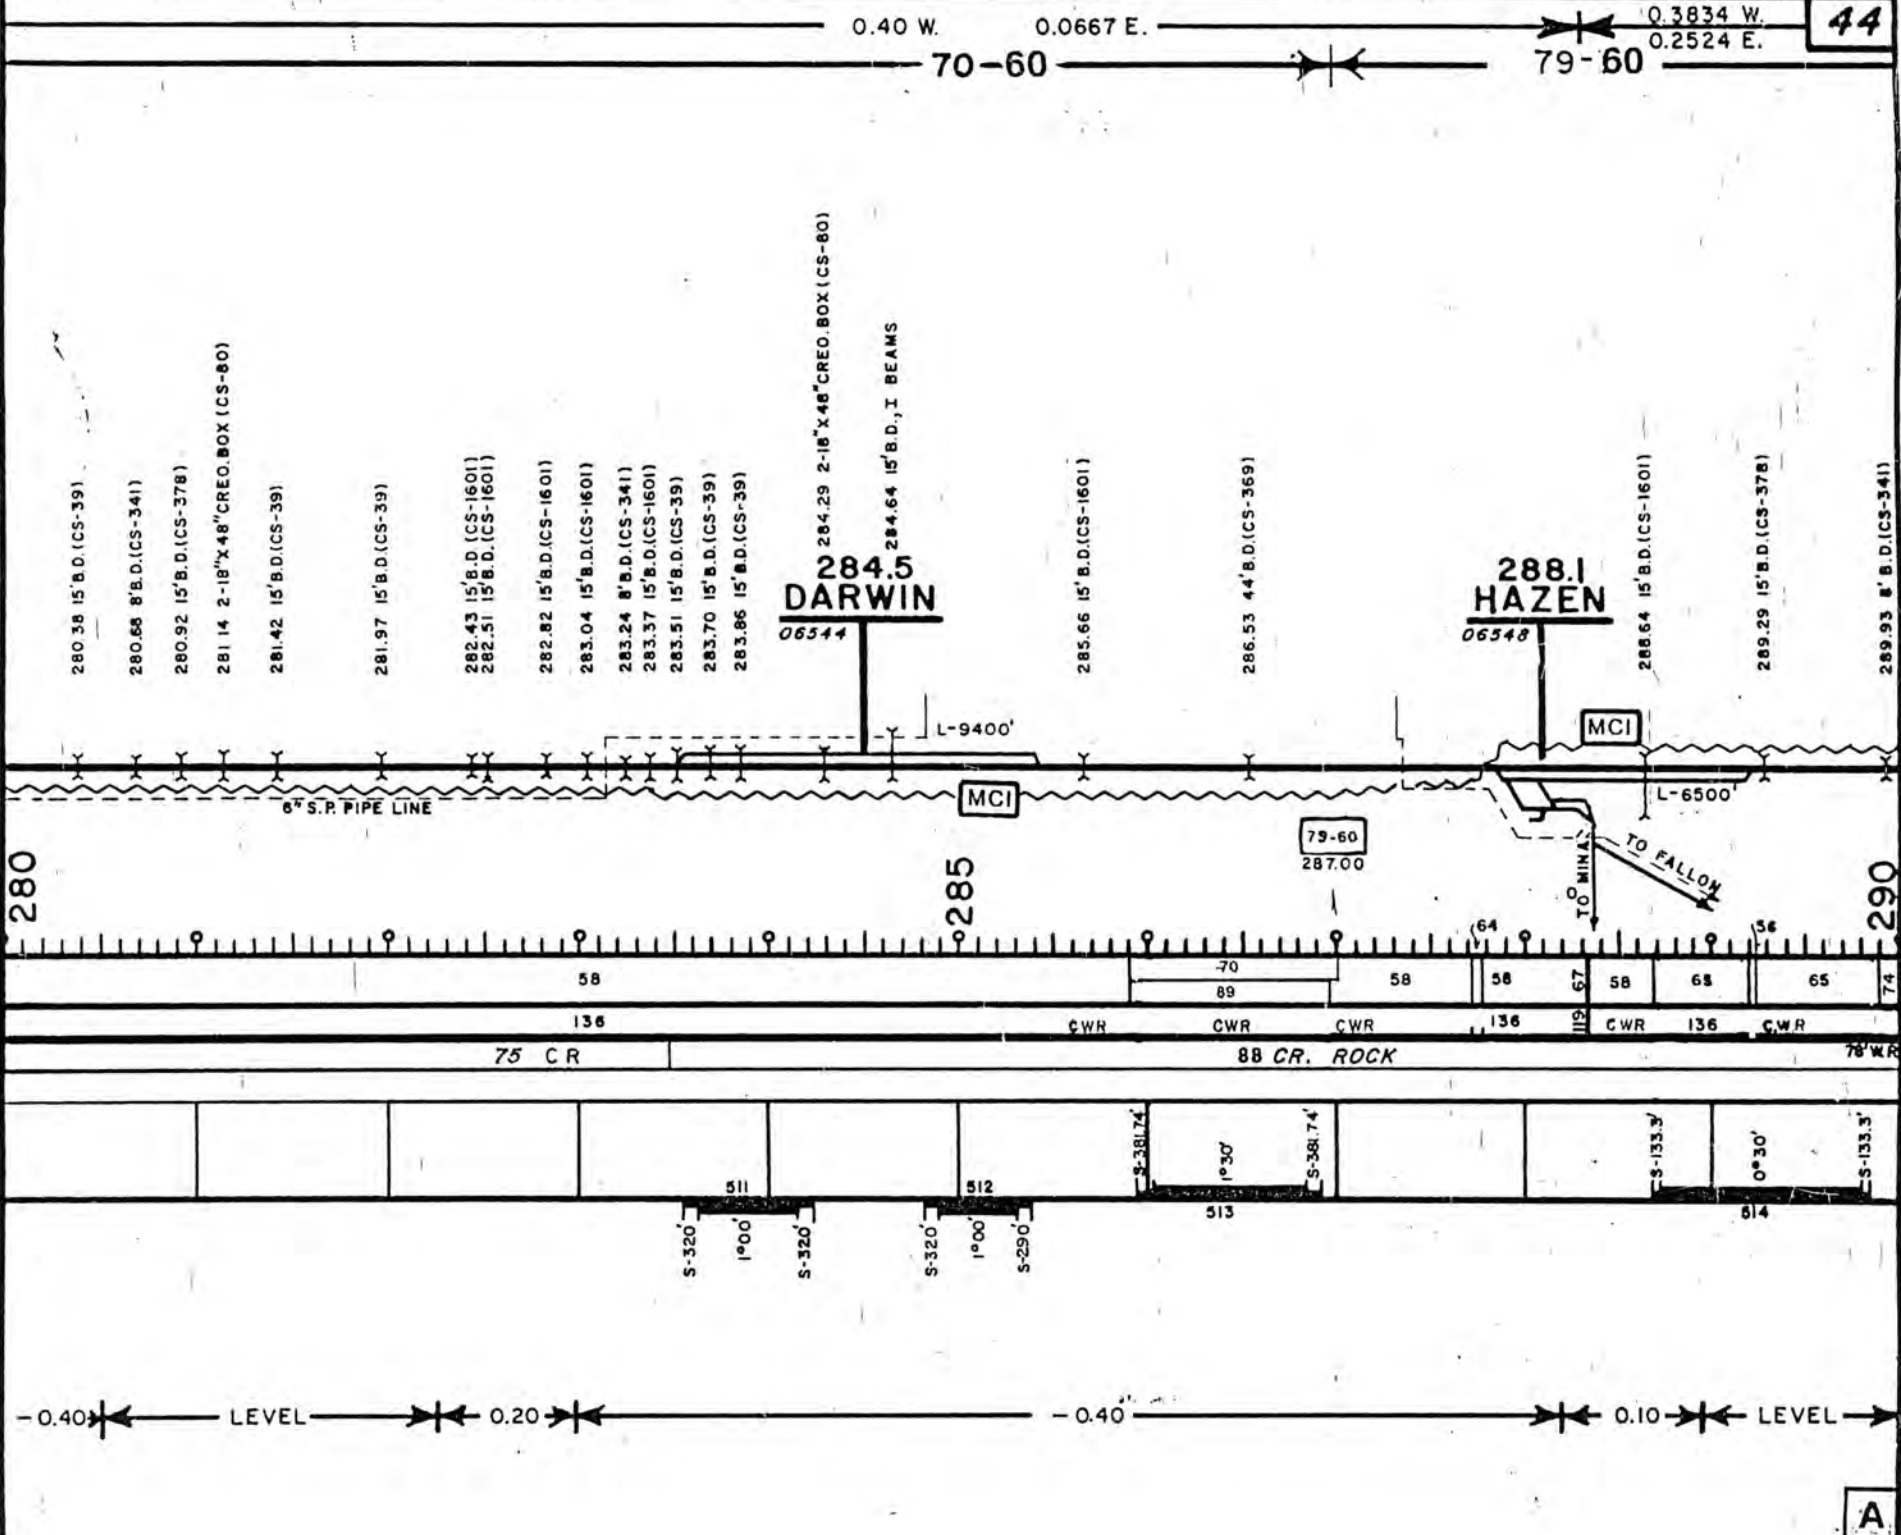 0.40 W. 0.0667 E.
0.3834 W.
0.2524 E.
44
70-60
79-60
280.38 15'B.D.(CS-39)
280.68 8'B.D.(CS-341)
280.92 15'B.D.(CS-378)
281.14 2-18"X48"CREO.BOX(CS-80)
281.42 15'B.D.(CS-39)
281.97 15'B.D.(CS-39)
282.43 15'B.D.(CS-1601)
282.51 15'B.D.(CS-1601)
282.82 15'B.D.(CS-1601)
283.04 15'B.D.(CS-1601)
283.24 8'B.D.(CS-341)
283.37 15'B.D.(CS-1601)
283.51 15'B.D.(CS-39)
283.70 15'B.D.(CS-39)
283.86 15'B.D.(CS-39)
284.29 2-18"X48"CREO.BOX(CS-80)
284.64 15'B.D., I BEAMS
285.66 15'B.D.(CS-1601)
286.53 44'B.D.(CS-369)
288.64 15'B.D.(CS-1601)
289.29 15'B.D.(CS-378)
289.93 8'B.D.(CS-341)
284.5
DARWIN
06544
288.1
HAZEN
06548
L-9400'
MCI
6" S.P. PIPE LINE
MCI
L-6500'
79-60
287.00
TO MINA
TO FALLON
280
285
290
64
56
58
70
89
58
56
67
58
65
65
74
136
CWR
CWR
CWR
136
119
CWR
136
CWR
75 CR
88 CR. ROCK
78'W.R
S-381.74'
1°30'
S-381.74'
S-133.3'
0°30'
S-133.3'
511
512
513
514
S-320'
1°00'
S-320'
S-320'
1°00'
S-290'
-0.40
LEVEL
0.20
-0.40
0.10
LEVEL
A